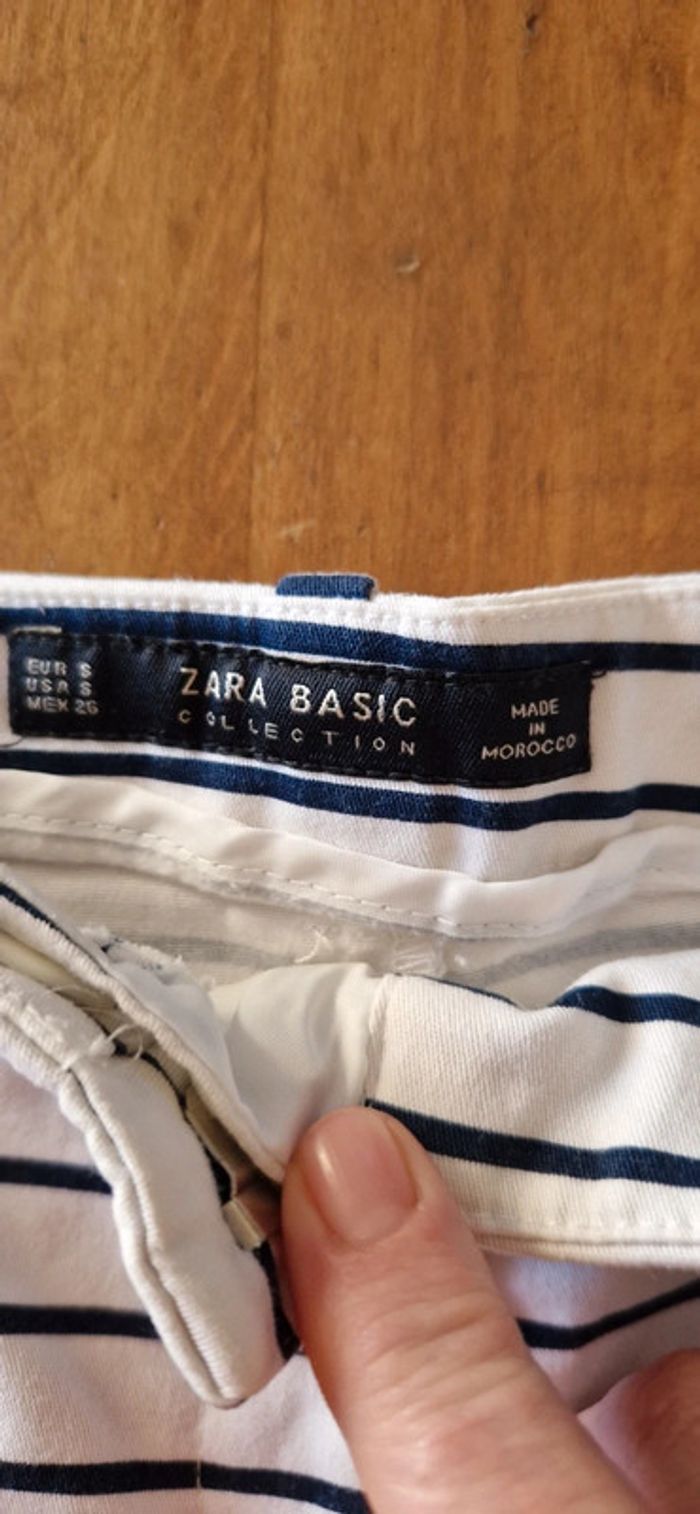 EUR S
USA S
MEX 26
ZARA BASIC
COLLECTION
MADE
IN
MOROCCO